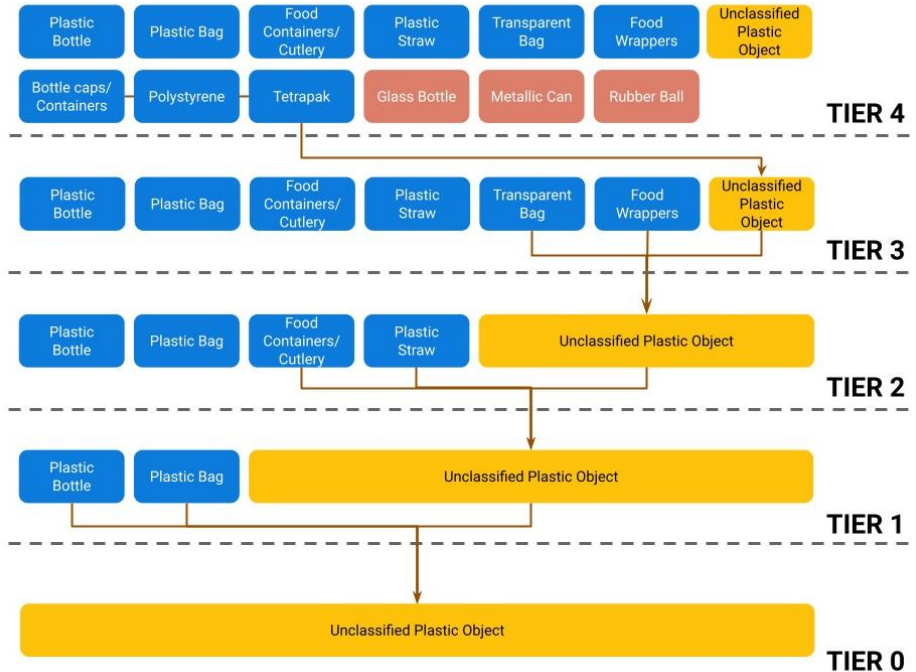 Plastic
Bottle
Plastic Bag
Food
Containers/
Cutlery
Plastic
Straw
Transparent
Bag
Food
Wrappers
Unclassified
Plastic
Object
Bottle caps/
Containers
Polystyrene
Tetrapak
Glass Bottle
Metallic Can
Rubber Ball
TIER 4
Plastic
Bottle
Plastic Bag
Food
Containers/
Cutlery
Plastic
Straw
Transparent
Bag
Food
Wrappers
Unclassified
Plastic
Object
TIER 3
Plastic
Bottle
Plastic Bag
Food
Containers/
Cutlery
Plastic
Straw
Unclassified Plastic Object
TIER 2
Plastic
Bottle
Plastic Bag
Unclassified Plastic Object
TIER 1
Unclassified Plastic Object
TIER 0